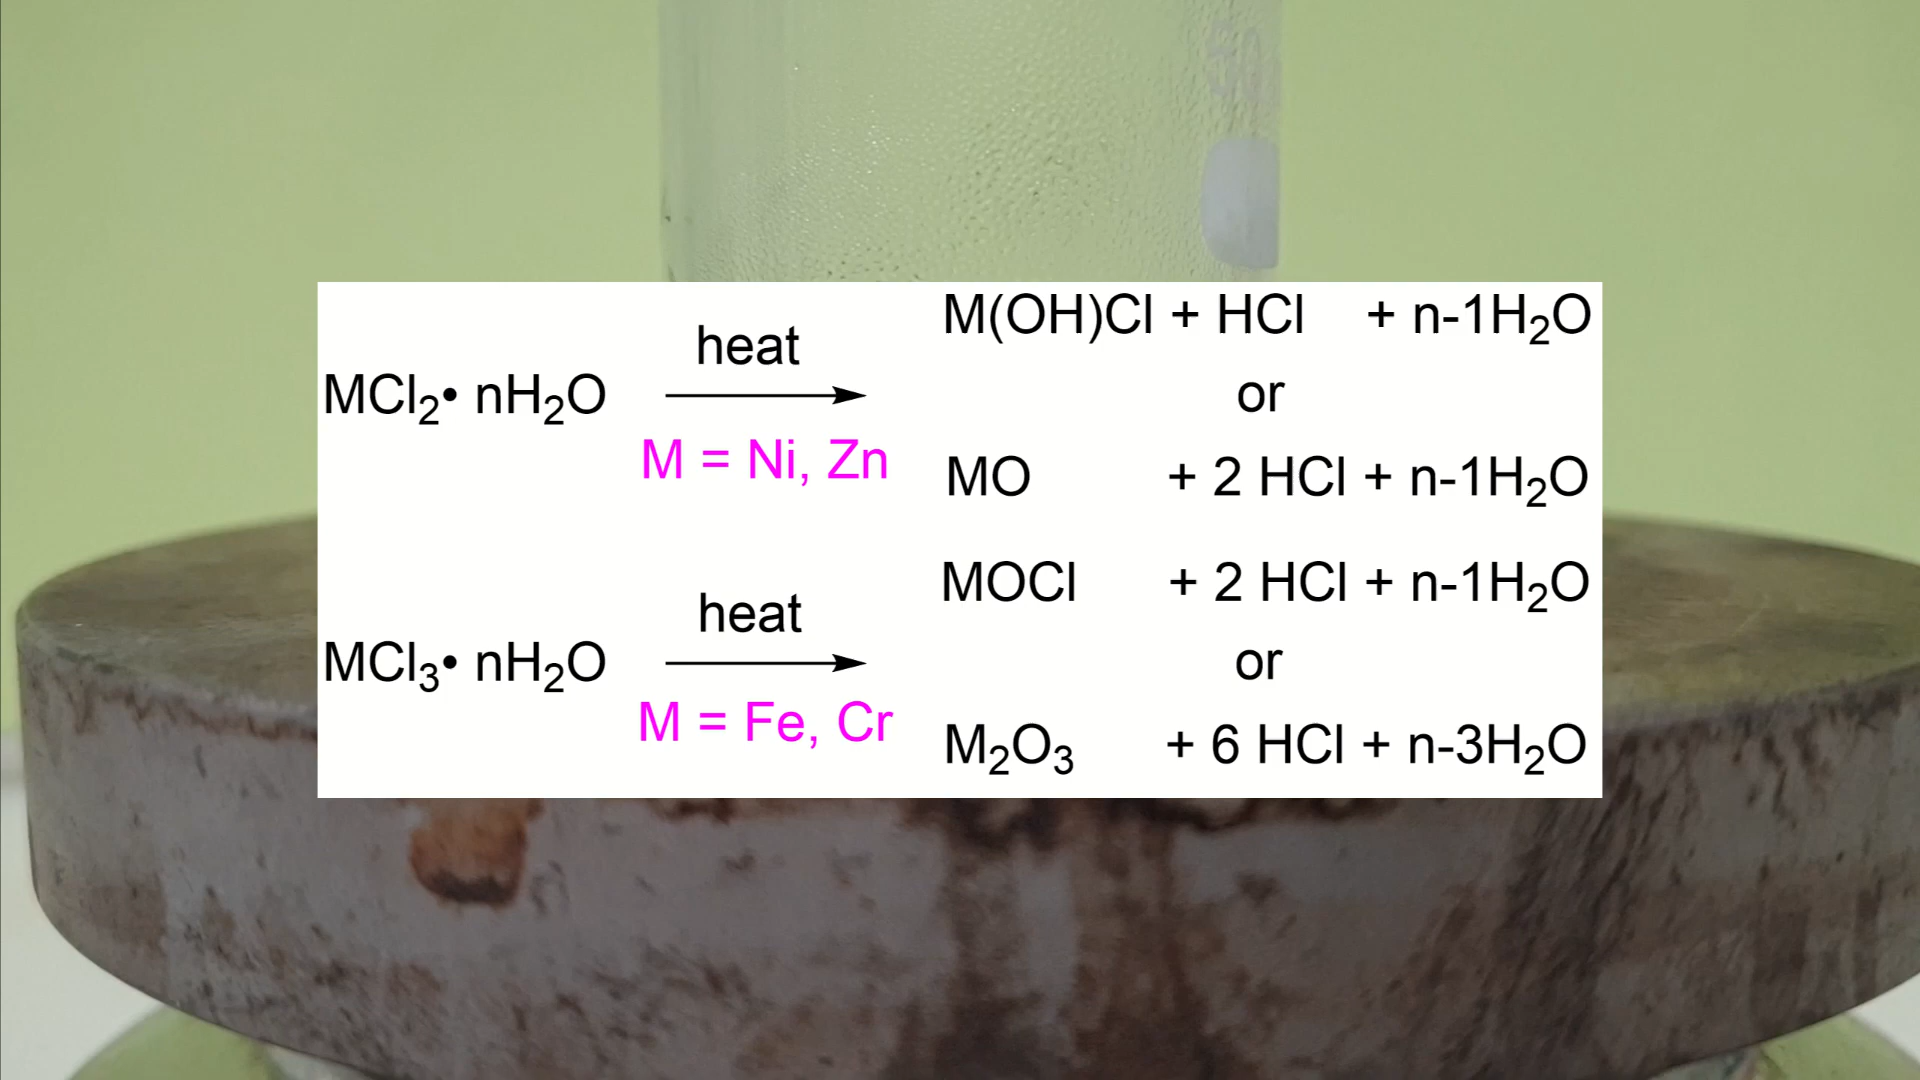 MCl₂• nH₂O
heat
M = Ni, Zn
M(OH)Cl + HCl + n-1H₂O
or
MO + 2 HCl + n-1H₂O
MCl₃• nH₂O
heat
M = Fe, Cr
MOCl + 2 HCl + n-1H₂O
or
M₂O₃ + 6 HCl + n-3H₂O
50